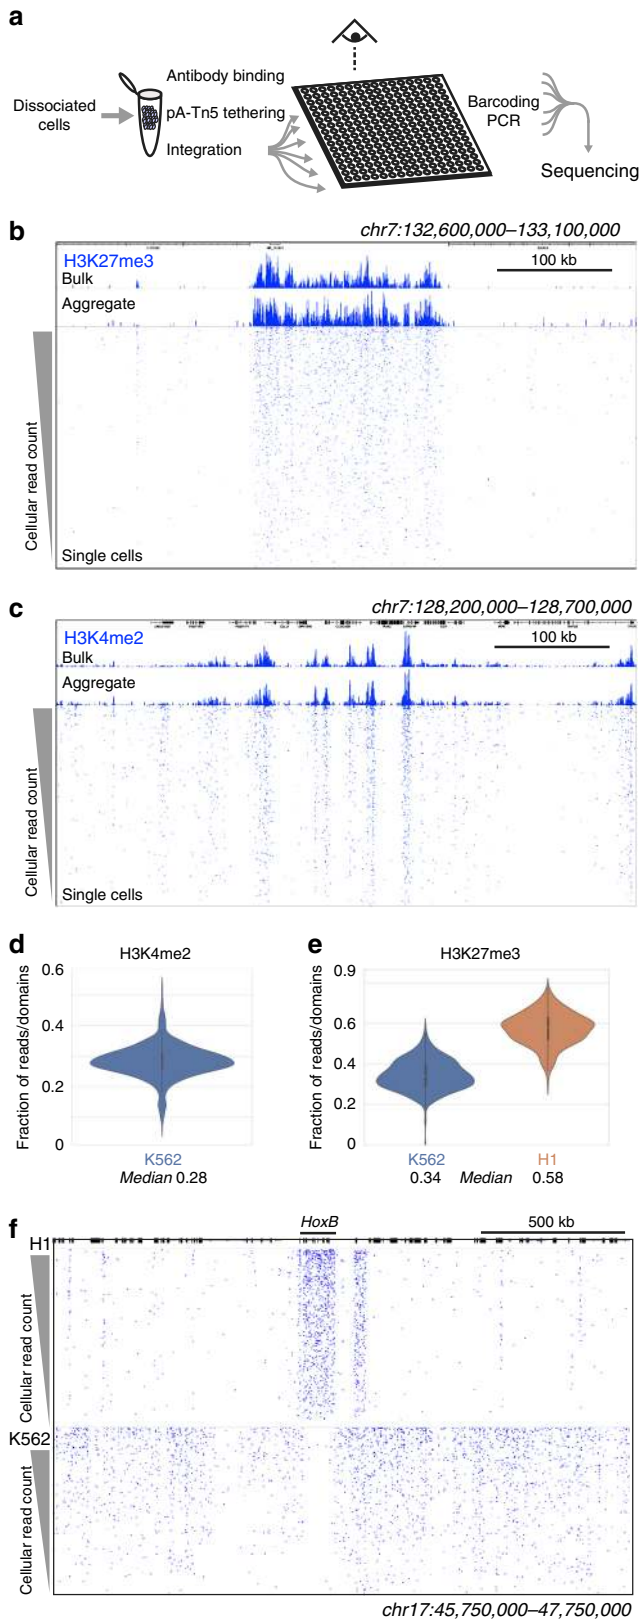 a
Dissociated
cells
Antibody binding
pA-Tn5 tethering
Integration
Barcoding
PCR
Sequencing
b
chr7:132,600,000–133,100,000
H3K27me3
Bulk
100 kb
Aggregate
Cellular read count
Single cells
c
chr7:128,200,000–128,700,000
H3K4me2
Bulk
100 kb
Aggregate
Cellular read count
Single cells
d
H3K4me2
Fraction of reads/domains
0.6
0.4
0.2
0
K562
Median 0.28
e
H3K27me3
Fraction of reads/domains
0.9
0.6
0.4
0.2
0
K562
H1
0.34
Median
0.58
f
HoxB
500 kb
H1
Cellular read count
K562
Cellular read count
chr17:45,750,000–47,750,000